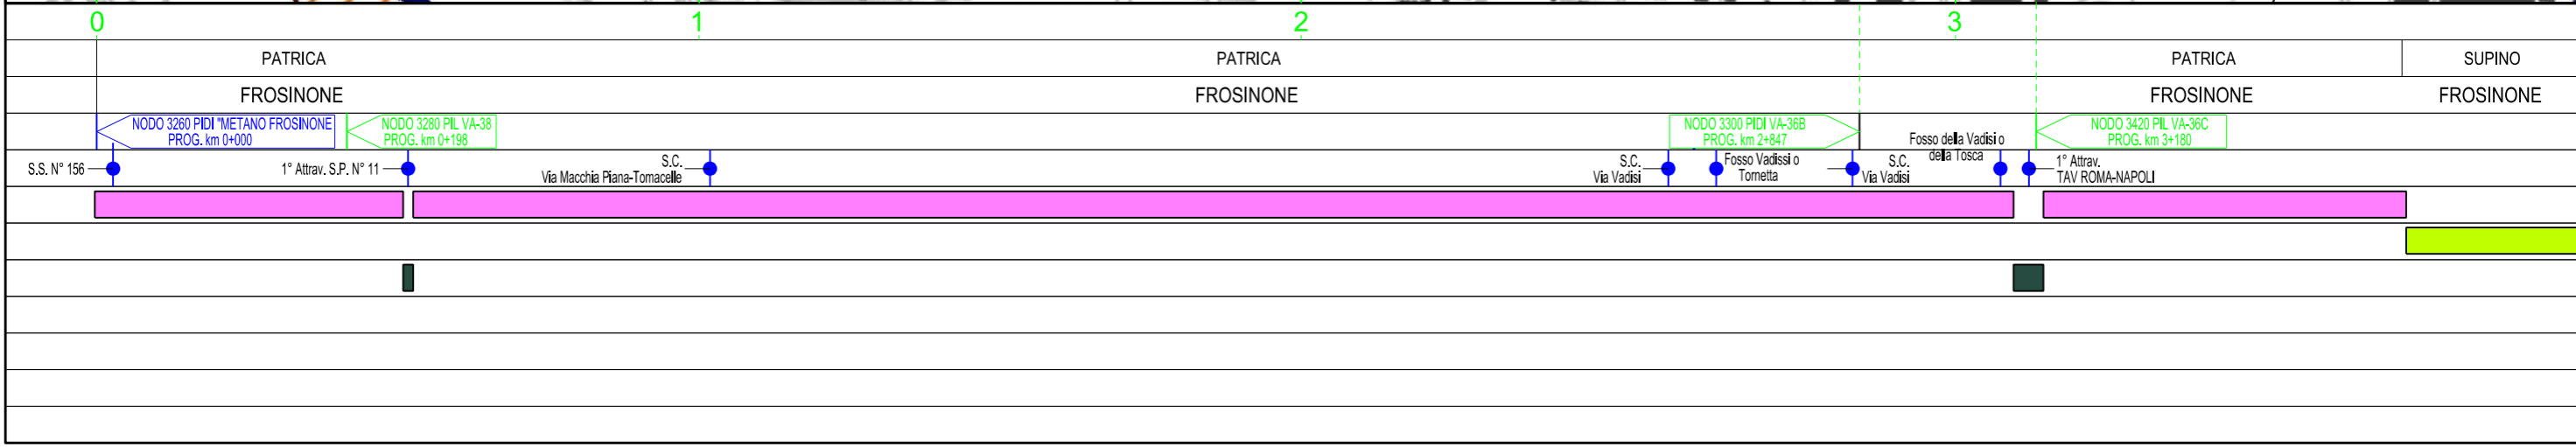 0 1 2 3
PATRICA PATRICA PATRICA SUPINO
FROSINONE FROSINONE FROSINONE FROSINONE
NODO 3260 PIDI "METANO FROSINONE
PROG. km 0+000
NODO 3280 PIL VA-38
PROG. km 0+198
NODO 3300 PIDI VA-36B
PROG. km 2+847
NODO 3420 PIL VA-36C
PROG. km 3+180
S.S. N° 156
1° Attrav. S.P. N° 11
S.C.
Via Macchia Piana-Tomacelle
S.C.
Via Vadisi
Fosso Vadissi o
Tornetta
S.C.
Via Vadisi
Fosso della Vadisi o
della Tosca
1° Attrav.
TAV ROMA-NAPOLI